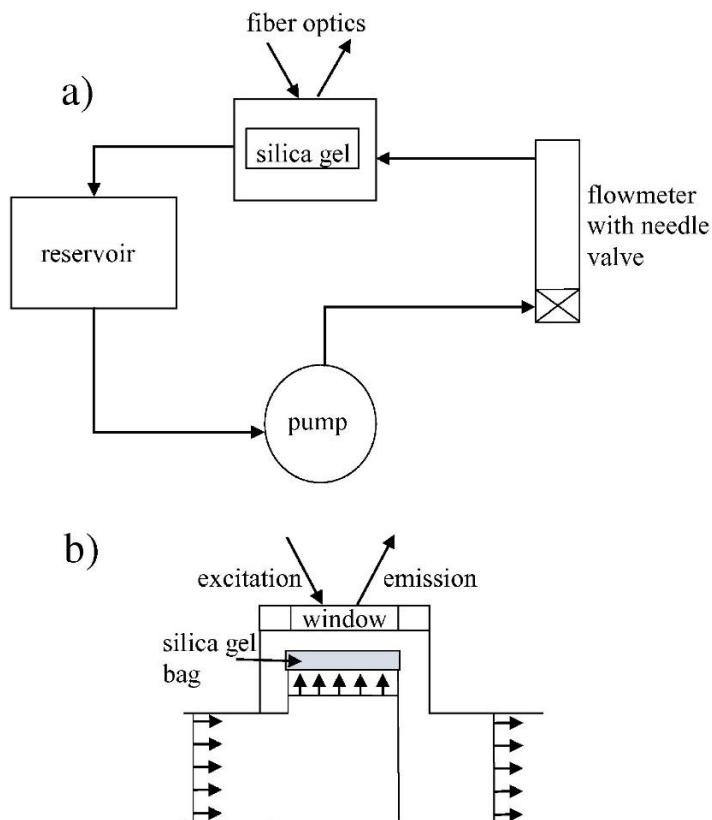 fiber optics
a)
silica gel
flowmeter
with needle
valve
reservoir
pump
b)
excitation
emission
window
silica gel
bag